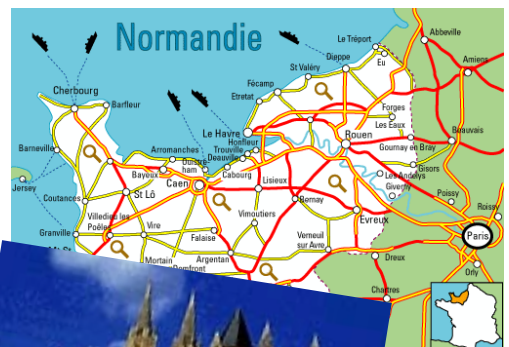 Normandie
Le Tréport
Abbeville
Dieppe
Eu
Amiens
St Valéry
Fécamp
Etretat
Cherbourg
Barfleur
Forges
Les Eaux
Le Havre
Rouen
Beauvais
Honfleur
Trouville
Deauville
Gournay en Bray
Barneville
Arromanches
Ouistre-
ham
Cabourg
Gisors
Jersey
Bayeux
Caen
Lisieux
Les Andelys
Giverny
Poissy
Coutances
St Lô
Bernay
Roissy
Villedieu les
Poêles
Vimoutiers
Evreux
Granville
Vire
Falaise
Verneuil
sur Avre
Paris
Argentan
Dreux
Mortain
Orly
Domfront
Chartres